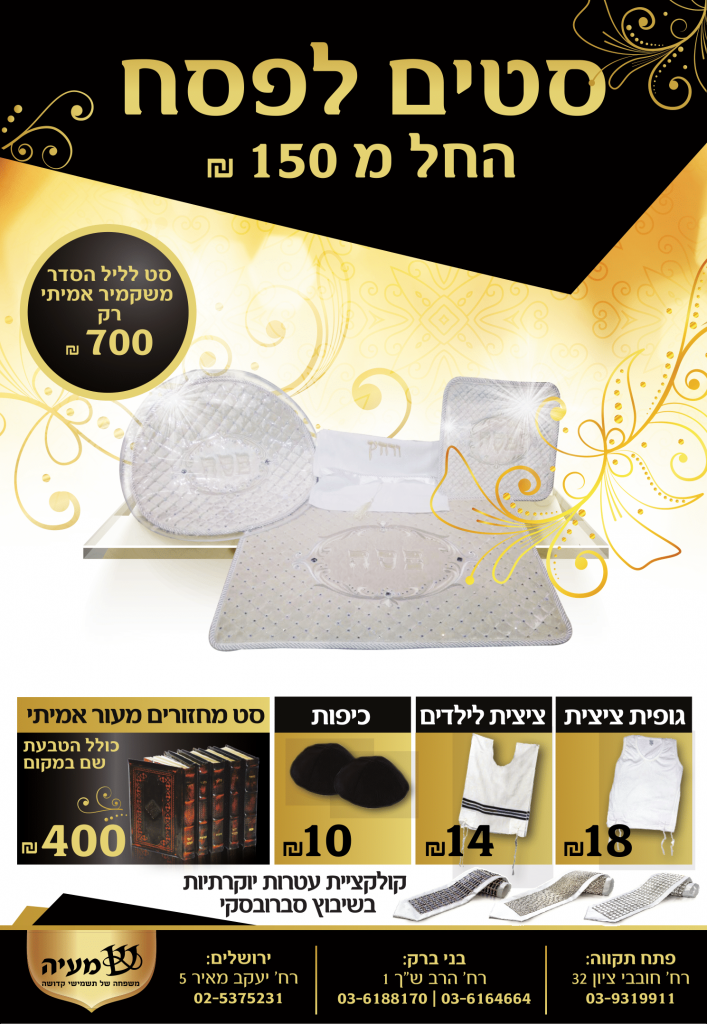 סטים לפסח
החל מ 150 ₪
סט לליל הסדר
משקמיר אמיתי
רק
700 ₪
פסח
ורחץ
פסח
גופית ציצית
18 ₪
ציצית לילדים
14 ₪
כיפות
10 ₪
סט מחזורים מעור אמיתי
כולל הטבעת
שם במקום
400 ₪
קולקציית עטרות יוקרתיות
בשיבוץ סברובסקי
פתח תקווה:
רח' חובבי ציון 32
03-9319911
בני ברק:
רח' הרב ש"ך 1
03-6188170 | 03-6164664
ירושלים:
רח' יעקב מאיר 5
02-5375231
שמעיה
משפחה של תשמישי קדושה